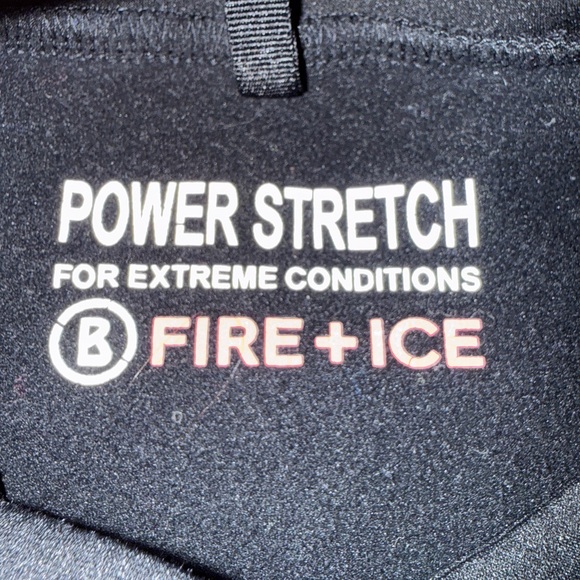 POWER STRETCH
FOR EXTREME CONDITIONS
B FIRE+ICE